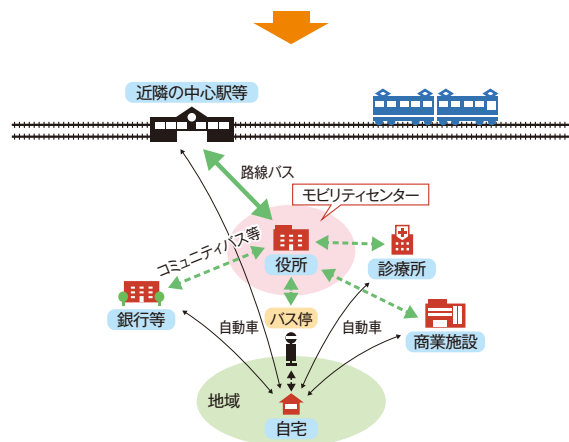 近隣の中心駅等
路線バス
モビリティセンター
コミュニティバス等
役所
診療所
銀行等
自動車
バス停
自動車
商業施設
地域
自宅